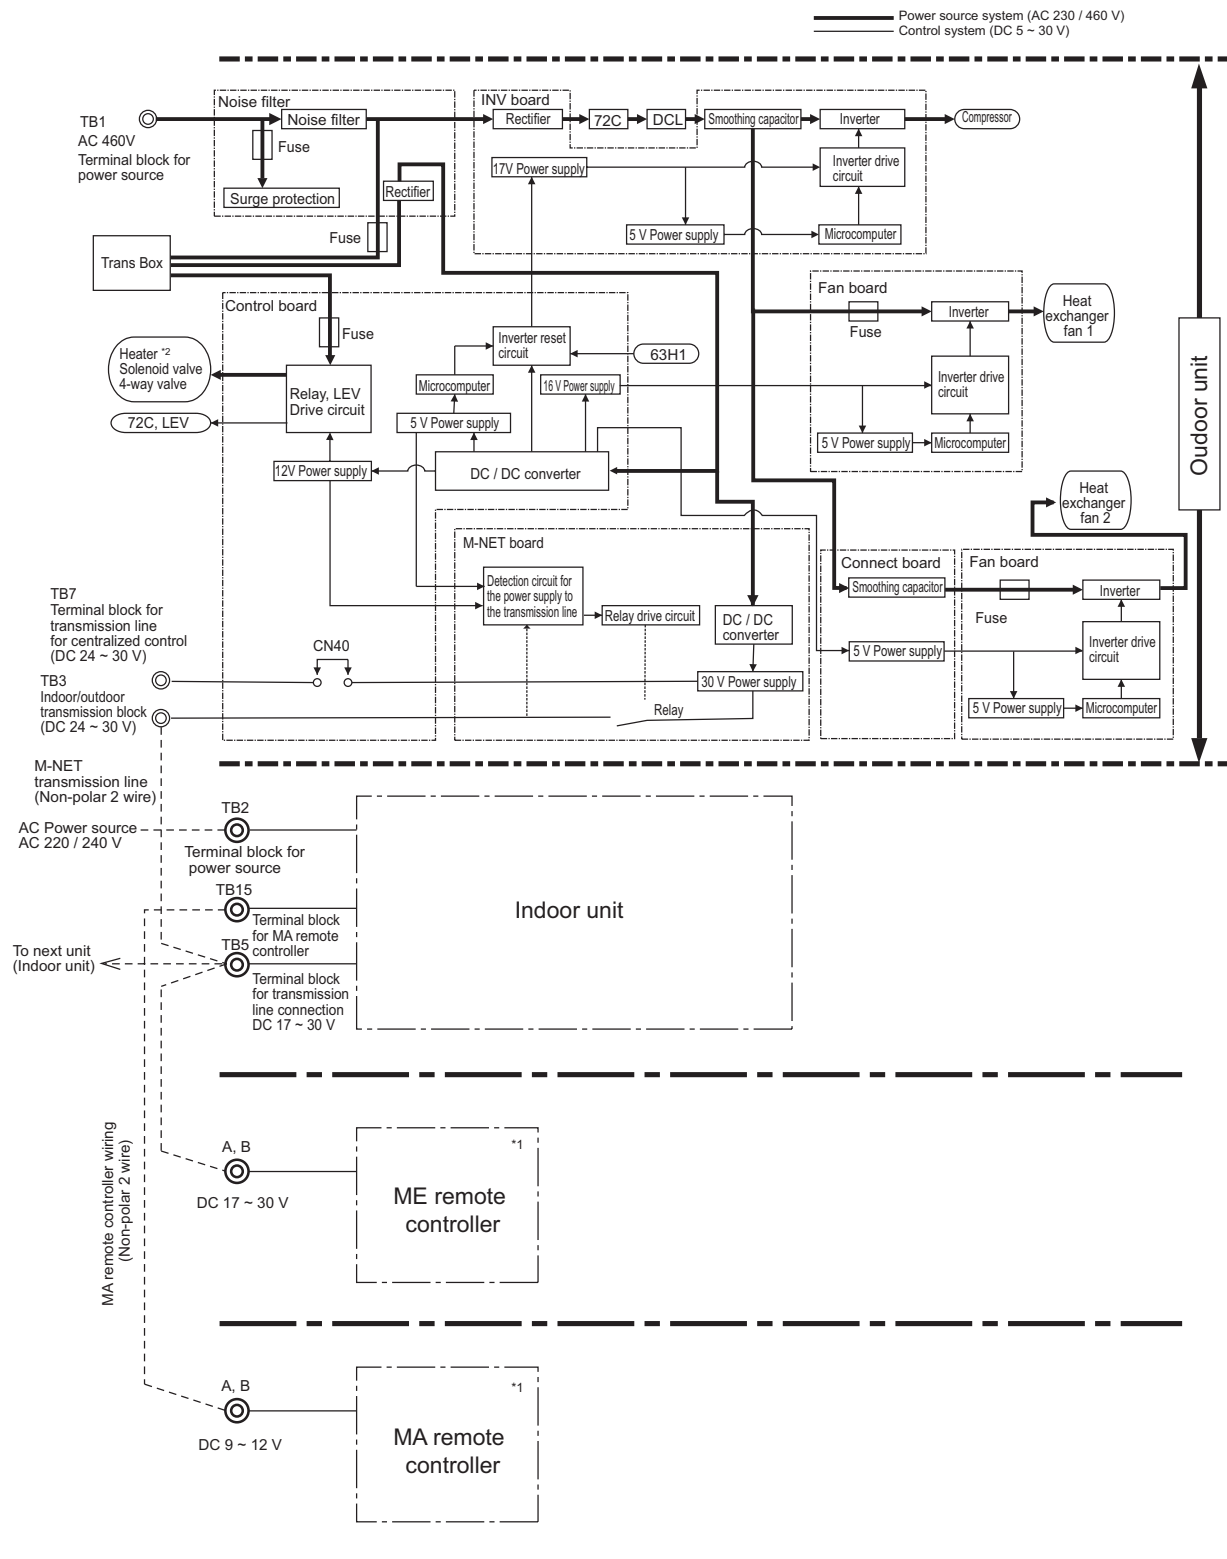 Power source system (AC 230 / 460 V)
Control system (DC 5 ~ 30 V)
Noise filter
INV board
TB1
AC 460V
Terminal block for
power source
Noise filter
Rectifier
72C
DCL
Smoothing capacitor
Inverter
Compressor
Fuse
Surge protection
Rectifier
17V Power supply
Inverter drive
circuit
5 V Power supply
Microcomputer
Fuse
Trans Box
Control board
Fuse
Fan board
Fuse
Inverter
Heat
exchanger
fan 1
Inverter reset
circuit
63H1
Heater *2
Solenoid valve
4-way valve
Relay, LEV
Drive circuit
Microcomputer
16 V Power supply
Inverter drive
circuit
72C, LEV
5 V Power supply
5 V Power supply
Microcomputer
12V Power supply
DC / DC converter
Oudoor unit
Heat
exchanger
fan 2
M-NET board
Connect board
Fan board
Detection circuit for
the power supply to
the transmission line
Relay drive circuit
DC / DC
converter
Smoothing capacitor
Fuse
Inverter
TB7
Terminal block for
transmission line
for centralized control
(DC 24 ~ 30 V)
CN40
5 V Power supply
Inverter drive
circuit
TB3
Indoor/outdoor
transmission block
(DC 24 ~ 30 V)
30 V Power supply
Relay
5 V Power supply
Microcomputer
M-NET
transmission line
(Non-polar 2 wire)
TB2
AC Power source
AC 220 / 240 V
Terminal block for
power source
TB15
Terminal block
for MA remote
controller
Indoor unit
To next unit
(Indoor unit)
TB5
Terminal block
for transmission
line connection
DC 17 ~ 30 V
MA remote controller wiring
(Non-polar 2 wire)
A, B
DC 17 ~ 30 V
*1
ME remote
controller
A, B
DC 9 ~ 12 V
*1
MA remote
controller